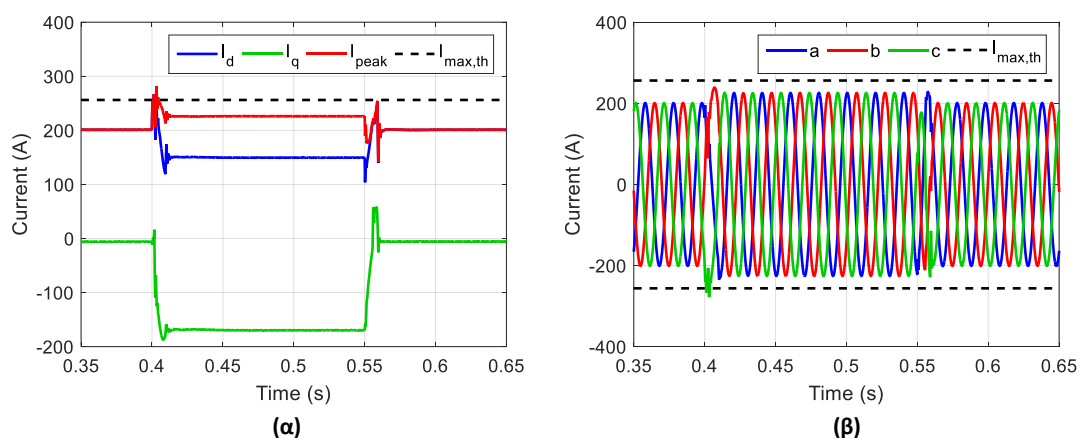 400
300
200
100
0
-100
-200
0.35 0.4 0.45 0.5 0.55 0.6 0.65
Current (A)
Time (s)
I_d I_q I_peak I_max,th
(α)
400
200
0
-200
-400
0.35 0.4 0.45 0.5 0.55 0.6 0.65
Current (A)
Time (s)
a b c I_max,th
(β)